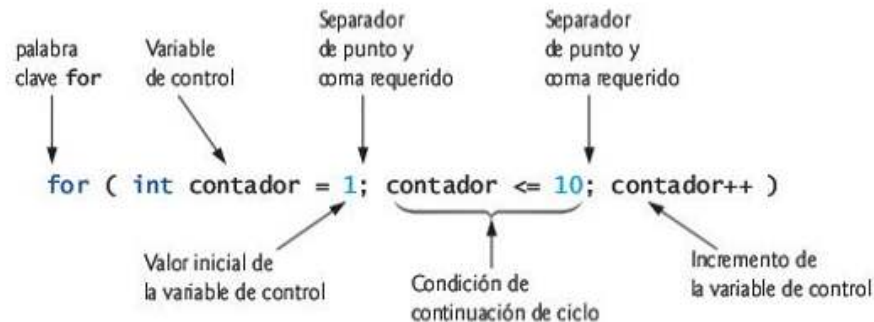 palabra
clave for
Variable
de control
Separador
de punto y
coma requerido
Separador
de punto y
coma requerido
for ( int contador = 1; contador <= 10; contador++ )
Valor inicial de
la variable de control
Condición de
continuación de ciclo
Incremento de
la variable de control